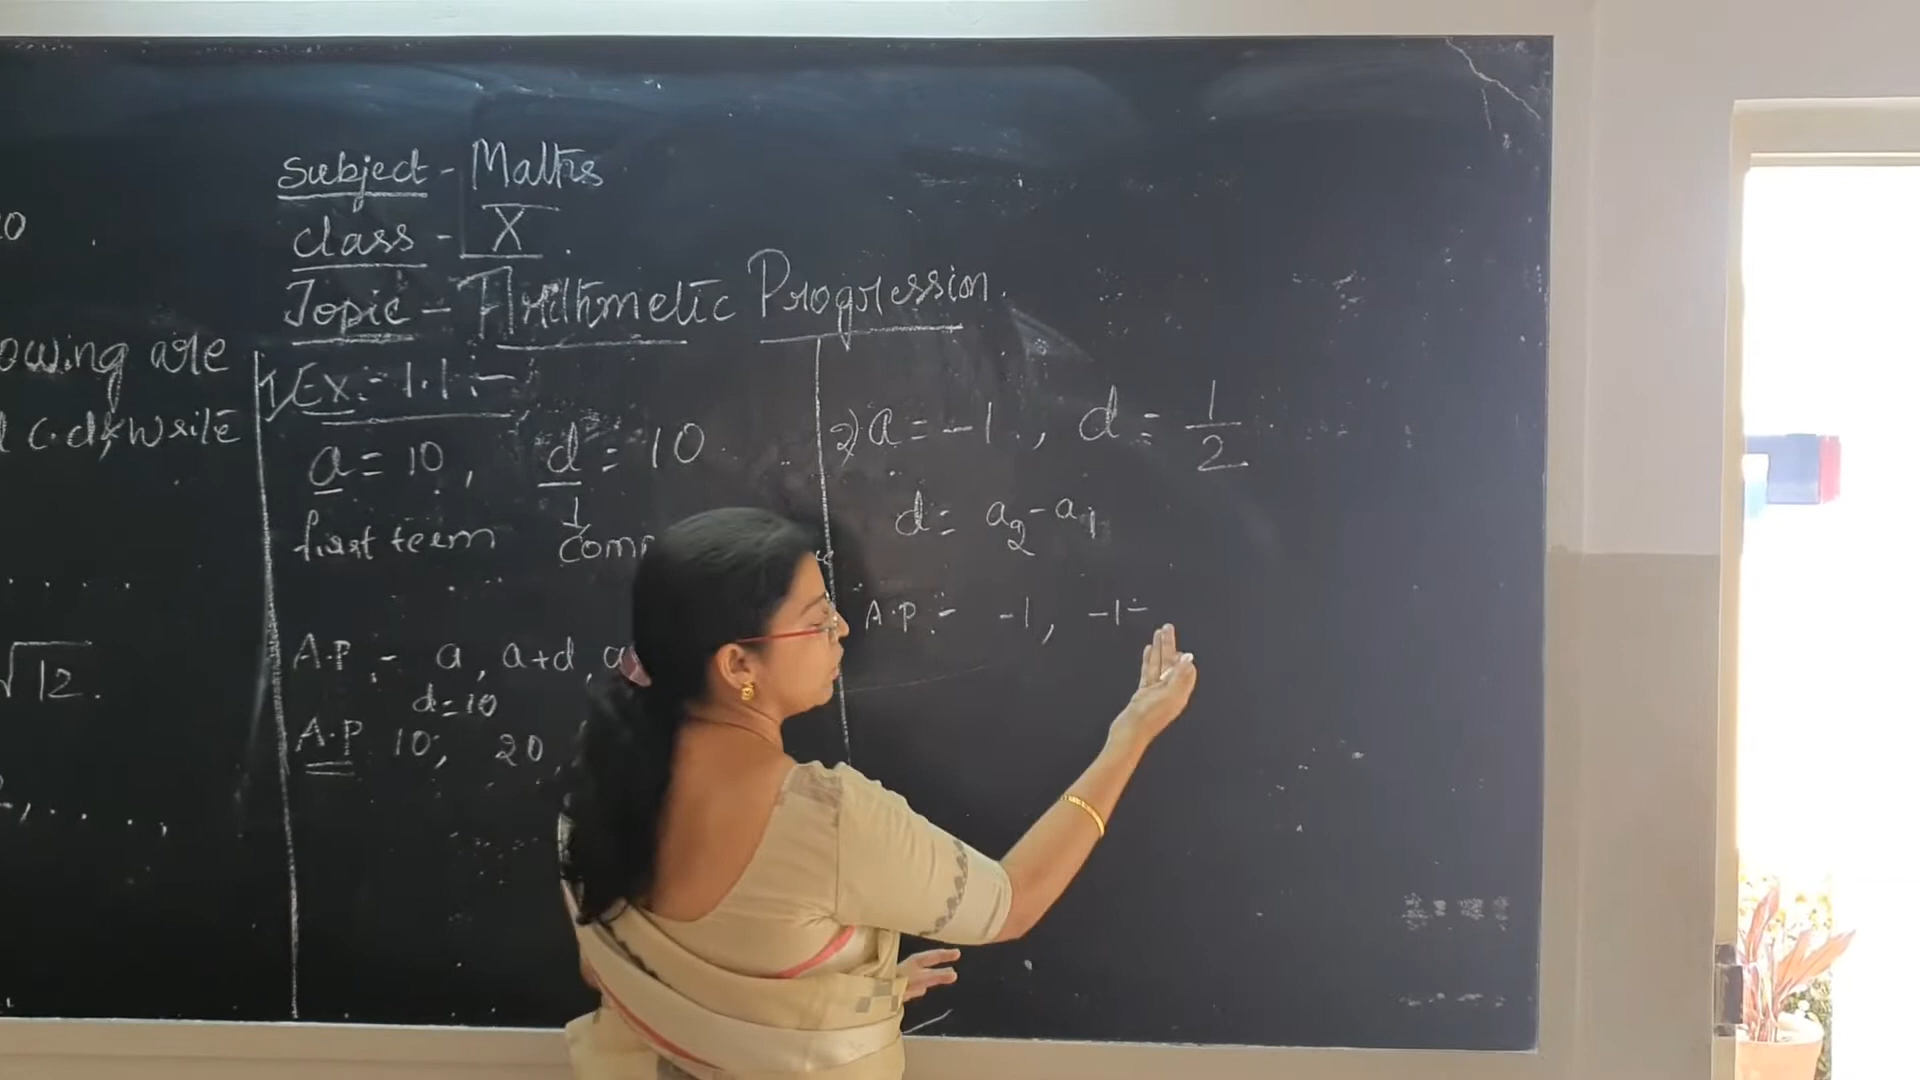 Subject - Maths
Class - X
Topic - Arithmetic Progression.
owing are
c.d & write
√12.
1) Ex:- 1.1:-
a = 10, d = 10
first term
A.P:- a, a+d, a
d=10
A.P 10, 20,
2) a = -1, d = 1/2
d = a₂ - a₁
A.P:- -1, -1-